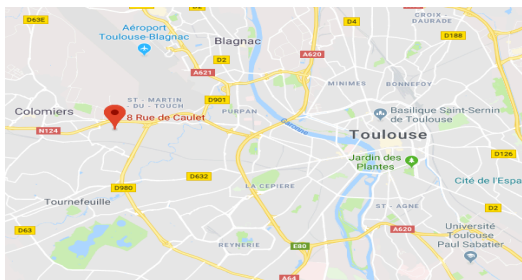 D63E
Aéroport
Toulouse-Blagnac
Blagnac
D2
A621
A620
D4
CROIX -
DAURADE
D188
MINIMES
BONNEFOY
Colomiers
ST - MARTIN
- DU - TOUCH
D901
PURPAN
8 Rue de Caulet
N124
Garonne
Basilique Saint-Sernin
de Toulouse
Toulouse
D126
Jardin des
Plantes
Cité de l'Espa
D980
D632
LA CEPIERE
Tournefeuille
ST - AGNE
D2
D63
REYNERIE
E80
A620
Université
Toulouse
Paul Sabatier
A64